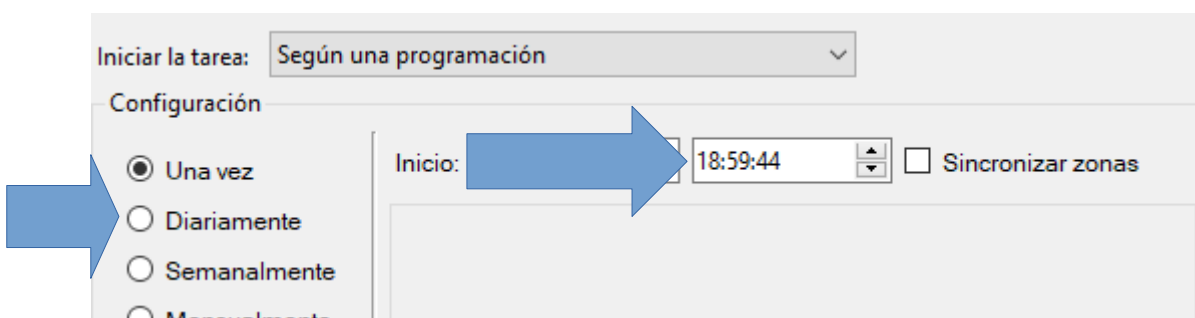 Iniciar la tarea: Según una programación
Configuración
Una vez
Inicio: 18:59:44 Sincronizar zonas
Diariamente
Semanalmente